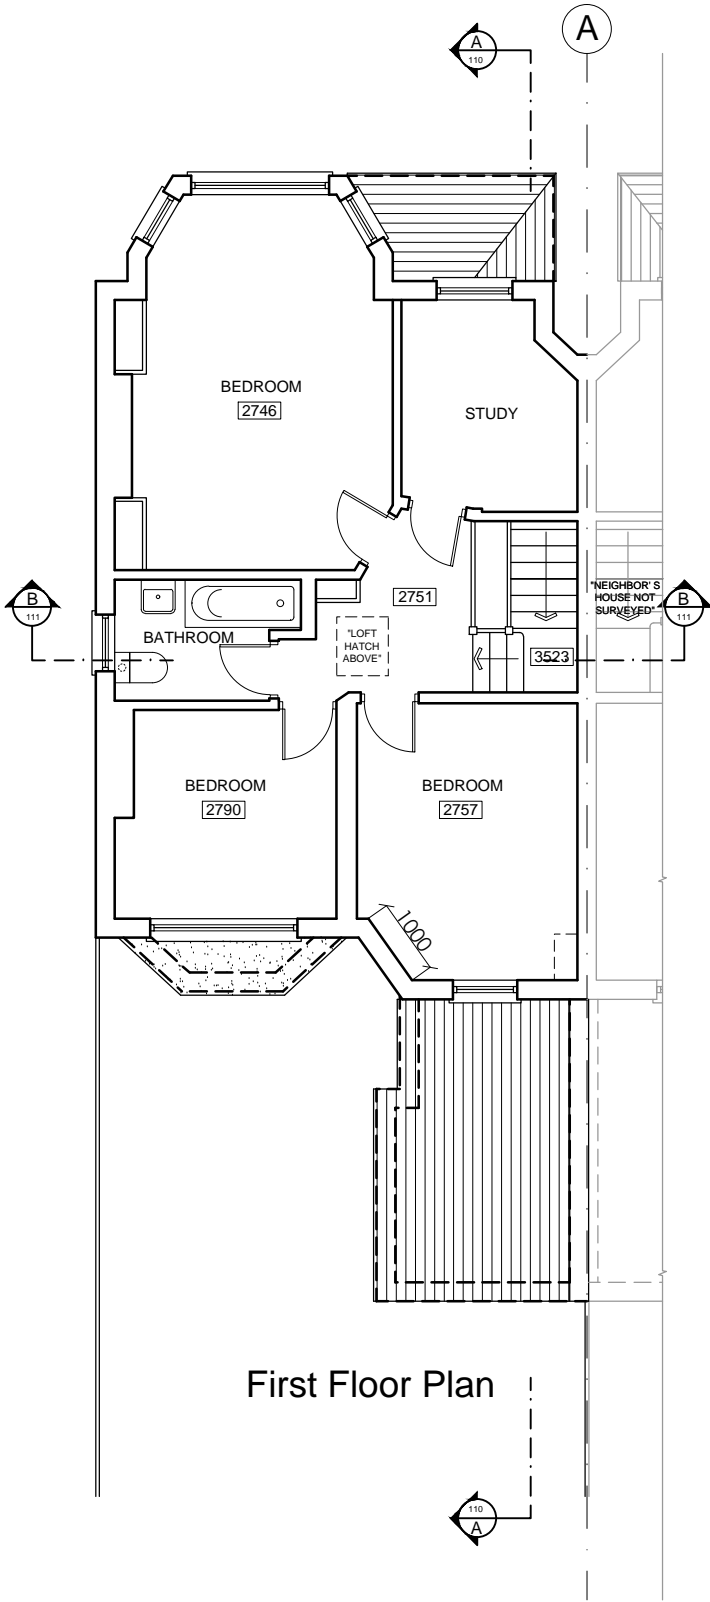 A
A
110
BEDROOM
2746
STUDY
B
111
2751
"NEIGHBOR' S
HOUSE NOT
SURVEYED"
B
111
BATHROOM
"LOFT
HATCH
ABOVE"
3523
BEDROOM
2790
BEDROOM
2757
1000
First Floor Plan
110
A